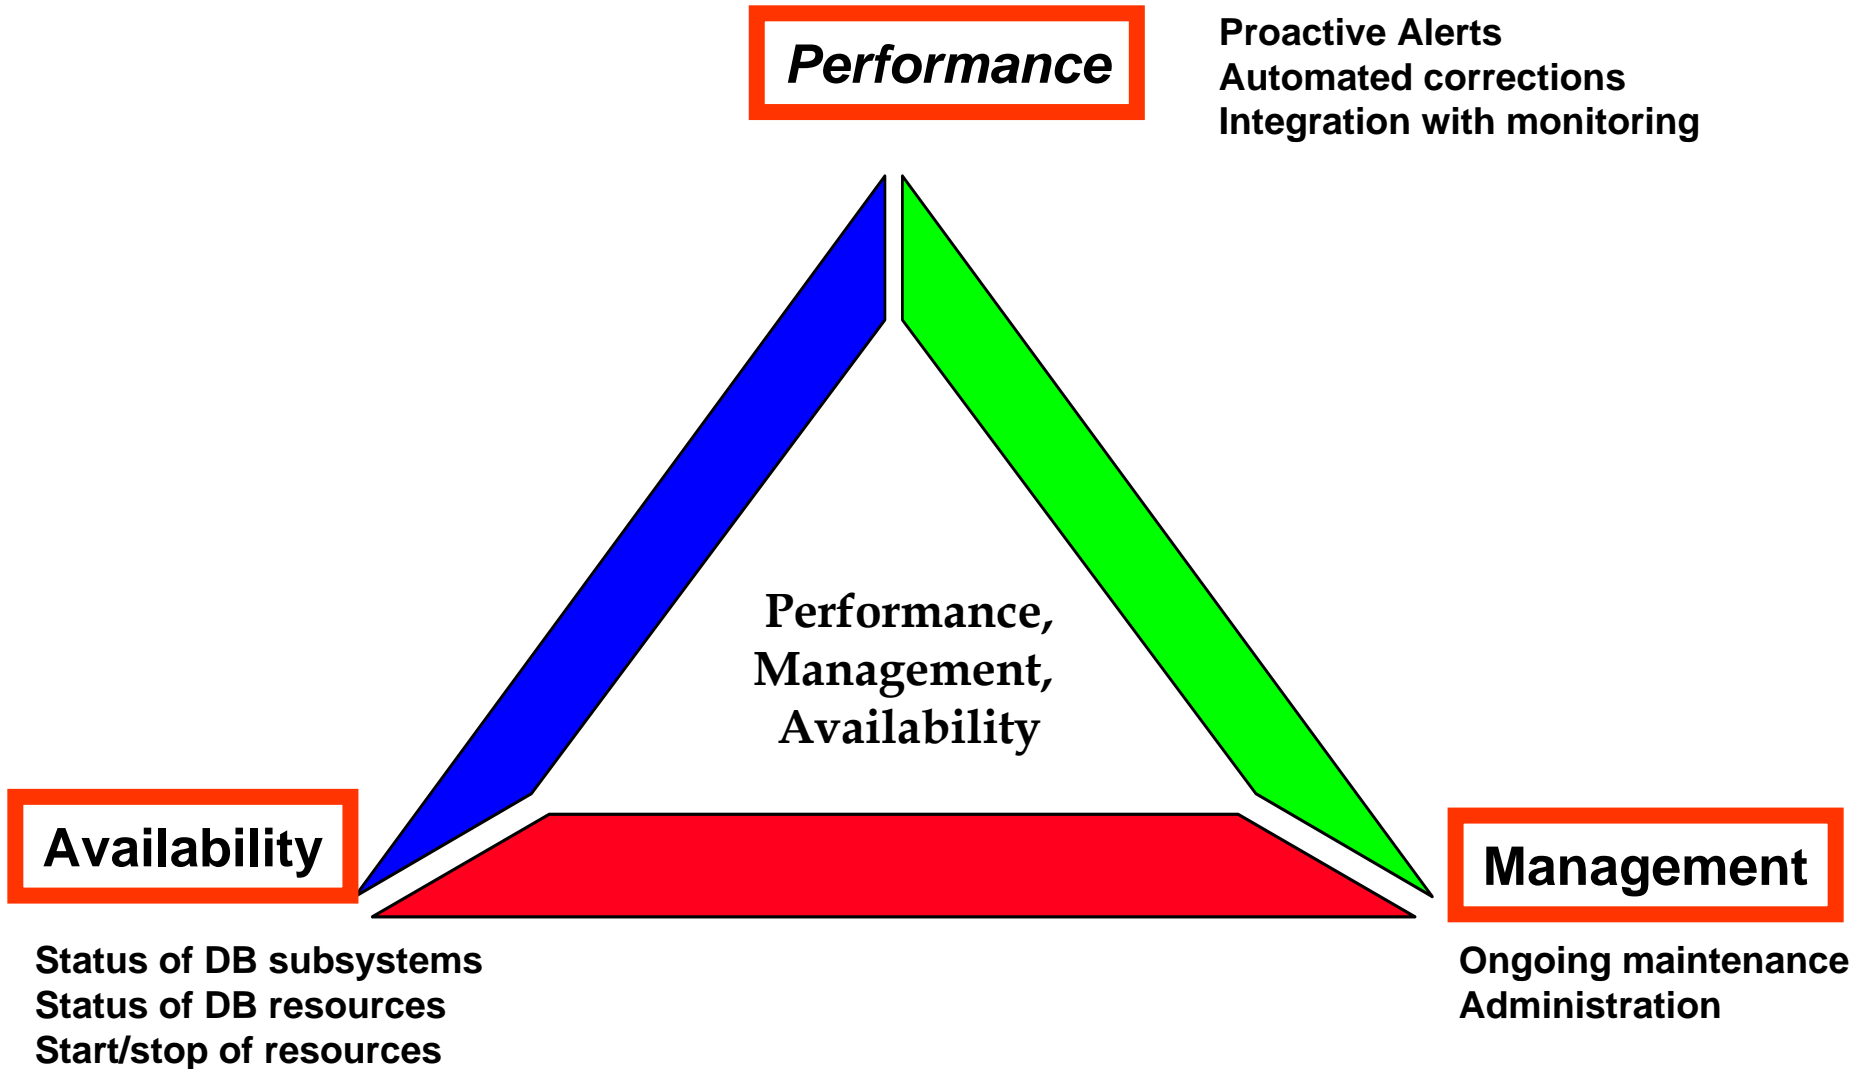 Performance
Proactive Alerts
Automated corrections
Integration with monitoring
Performance,
Management,
Availability
Availability
Status of DB subsystems
Status of DB resources
Start/stop of resources
Management
Ongoing maintenance
Administration